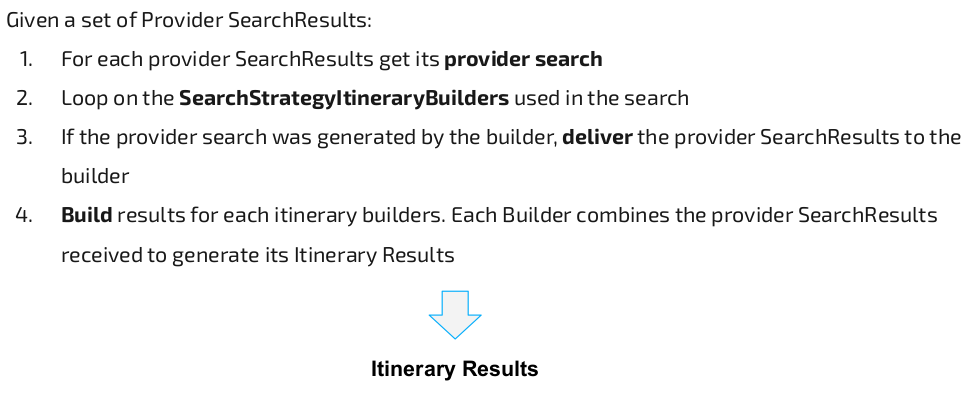 Given a set of Provider SearchResults:
1. For each provider SearchResults get its provider search
2. Loop on the SearchStrategyItineraryBuilders used in the search
3. If the provider search was generated by the builder, deliver the provider SearchResults to the
builder
4. Build results for each itinerary builders. Each Builder combines the provider SearchResults
received to generate its Itinerary Results
Itinerary Results